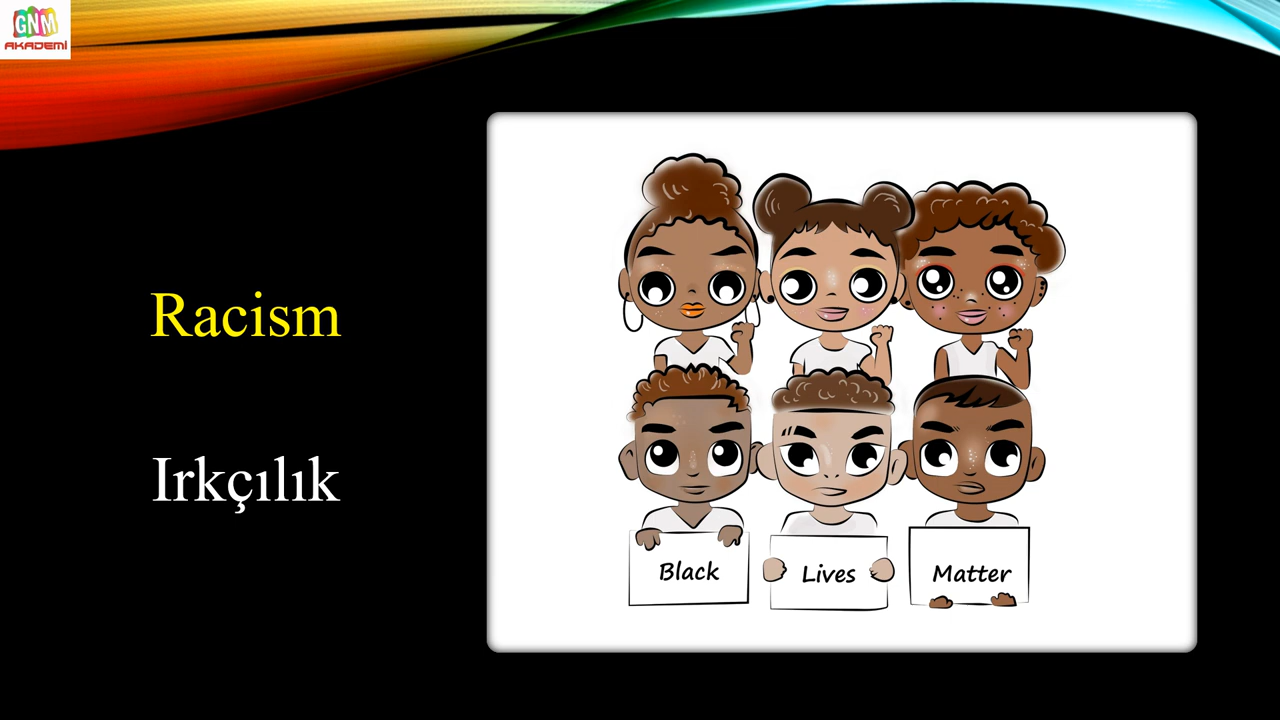 GNM
AKADEMİ
Racism
Irkçılık
Black
Lives
Matter